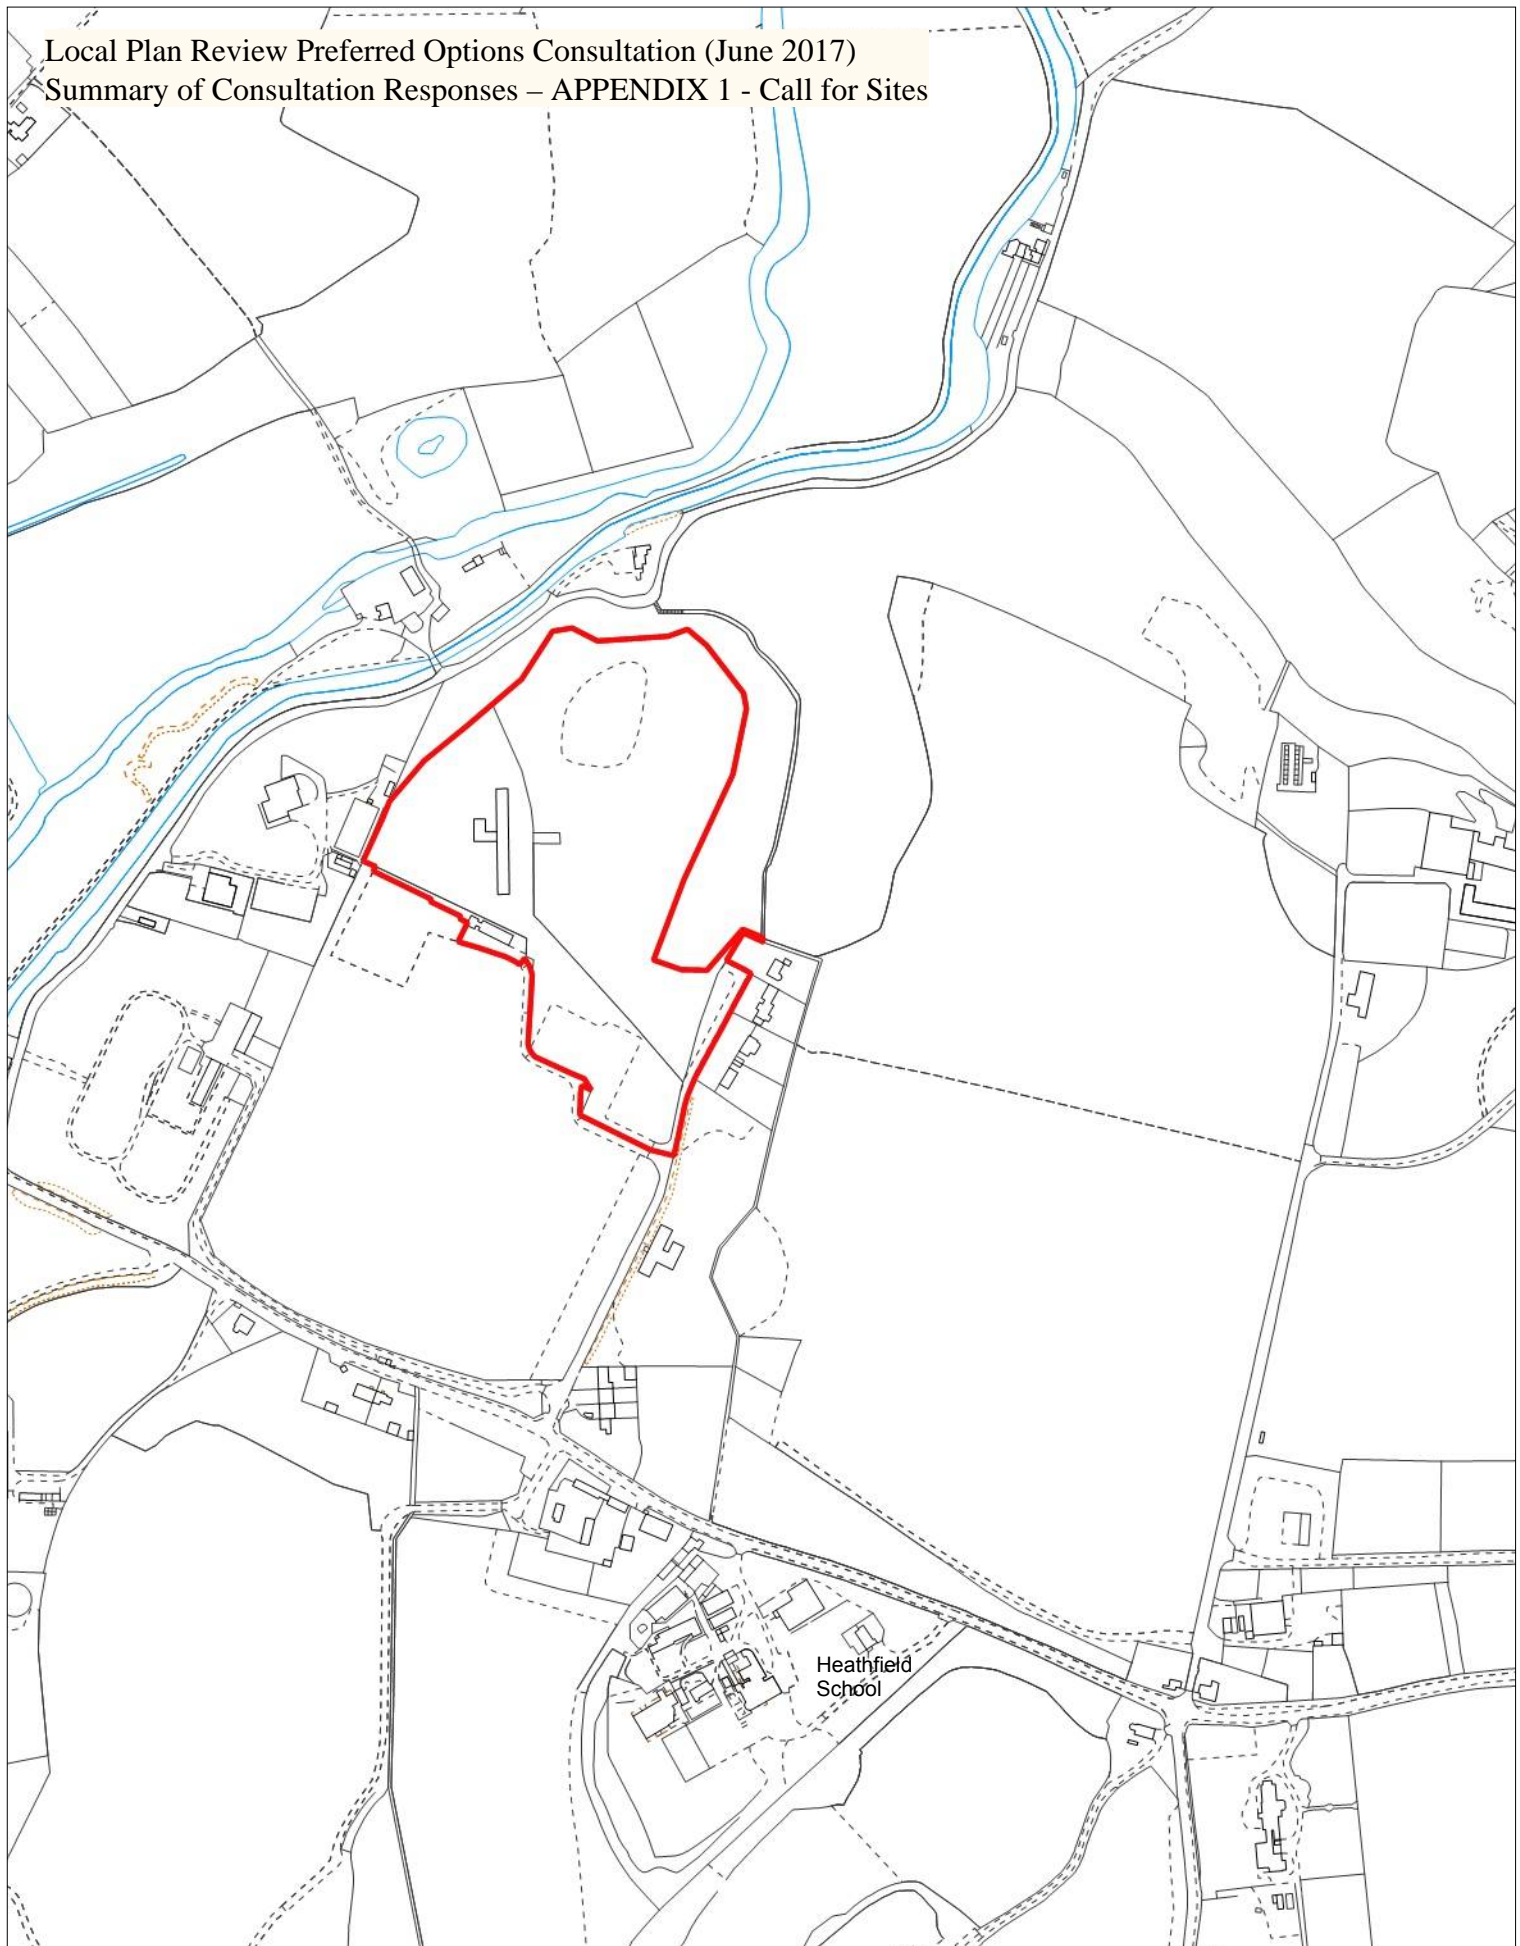 Local Plan Review Preferred Options Consultation (June 2017)
Summary of Consultation Responses – APPENDIX 1 - Call for Sites
Heathfield
School